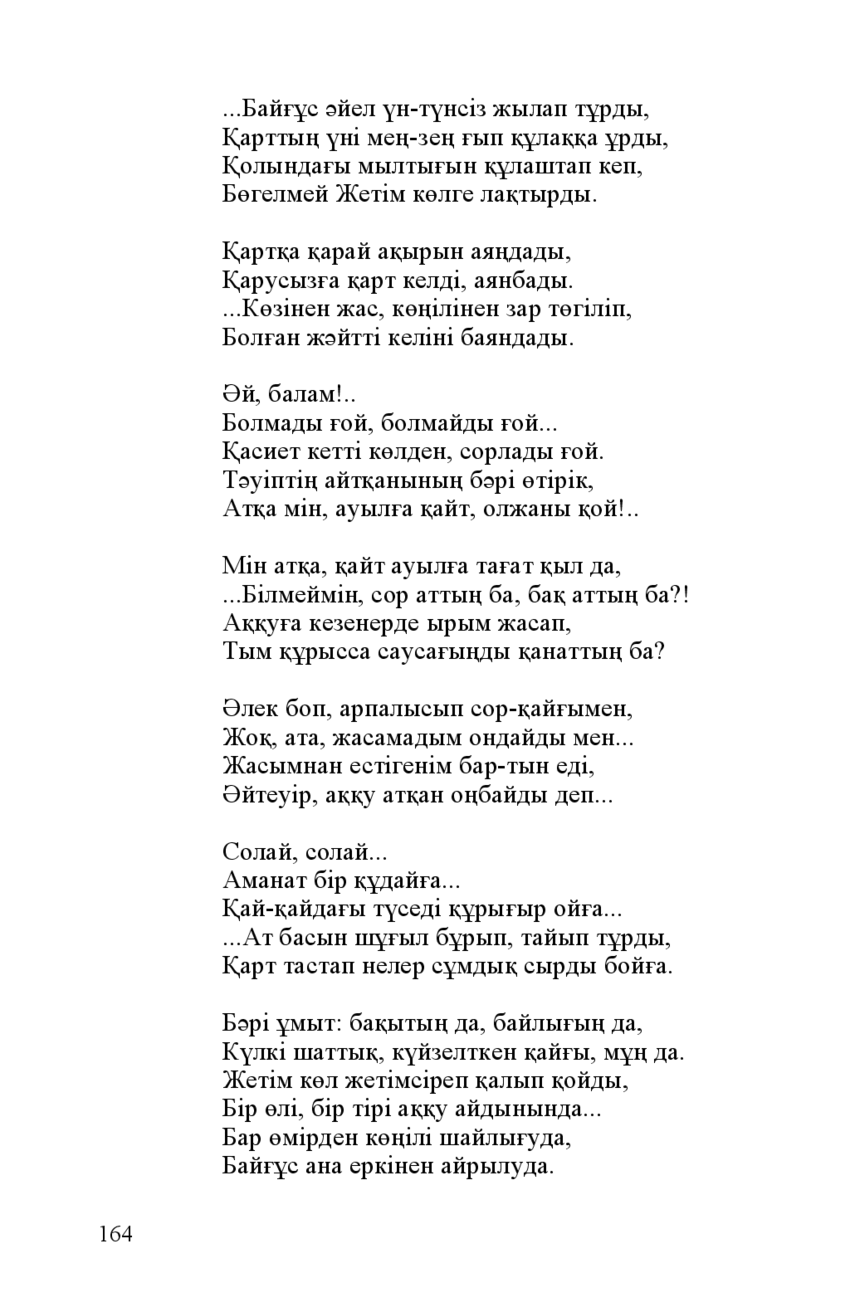 ...Байғұс әйел үн-түнсіз жылап тұрды,
Қарттың үні мең-зең ғып құлаққа ұрды,
Қолындағы мылтығын құлаштап кеп,
Бөгелмей Жетім көлге лақтырды.
Қартқа қарай ақырын аяңдады,
Қарусызға қарт келді, аянбады.
...Көзінен жас, көңілінен зар төгіліп,
Болған жәйтті келіні баяндады.
Әй, балам!..
Болмады ғой, болмайды ғой...
Қасиет кетті көлден, сорлады ғой.
Тәуіптің айтқанының бәрі өтірік,
Атқа мін, ауылға қайт, олжаны қой!..
Мін атқа, қайт ауылға тағат қыл да,
...Білмеймін, сор аттың ба, бақ аттың ба?!
Аққуға кезенерде ырым жасап,
Тым құрысса саусағыңды қанаттың ба?
Әлек боп, арпалысып сор-қайғымен,
Жоқ, ата, жасамадым ондайды мен...
Жасымнан естігенім бар-тын еді,
Әйтеуір, аққу атқан оңбайды деп...
Солай, солай...
Аманат бір құдайға...
Қай-қайдағы түседі құрығыр ойға...
...Ат басын шұғыл бұрып, тайып тұрды,
Қарт тастап нелер сұмдық сырды бойға.
Бәрі ұмыт: бақытың да, байлығың да,
Күлкі шаттық, күйзелткен қайғы, мұң да.
Жетім көл жетімсіреп қалып қойды,
Бір өлі, бір тірі аққу айдынында...
Бар өмірден көңілі шайлығуда,
Байғұс ана еркінен айрылуда.
164